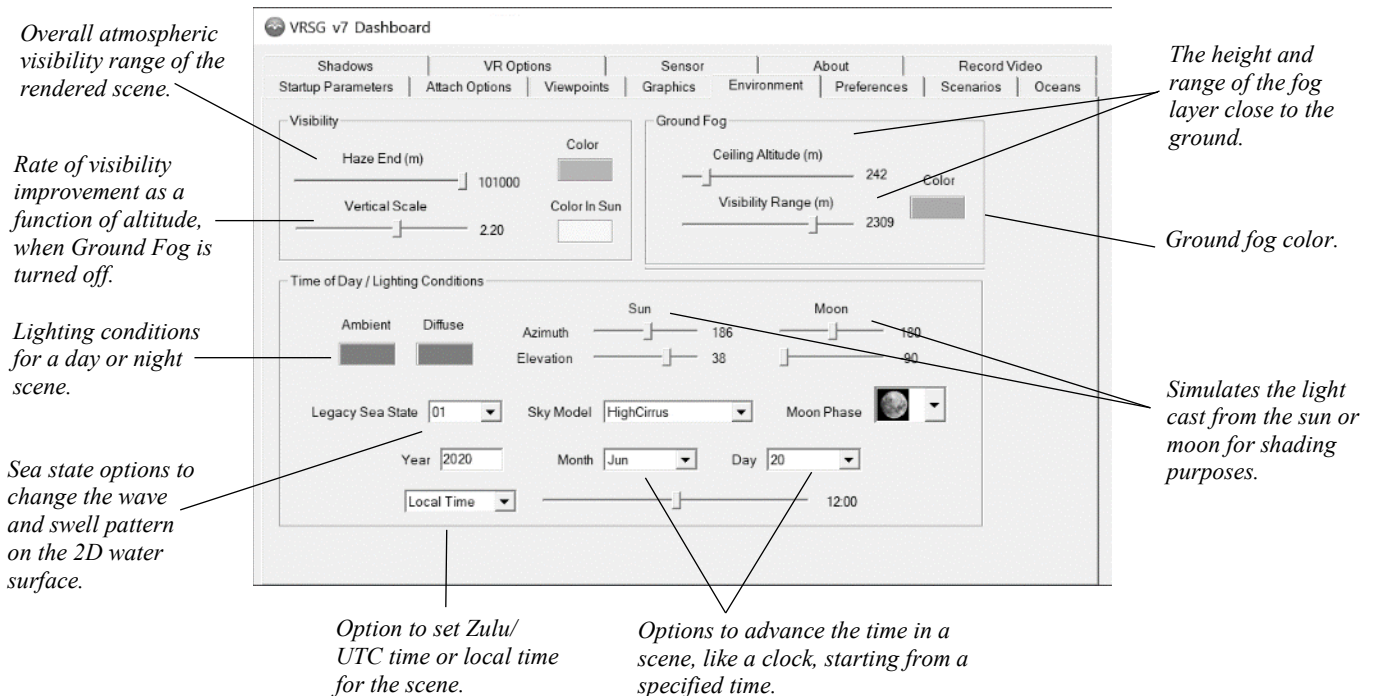 VRSG v7 Dashboard
Shadows
VR Options
Sensor
About
Record Video
Startup Parameters
Attach Options
Viewpoints
Graphics
Environment
Preferences
Scenarios
Oceans
Overall atmospheric
visibility range of the
rendered scene.
Rate of visibility
improvement as a
function of altitude,
when Ground Fog is
turned off.
Lighting conditions
for a day or night
scene.
Sea state options to
change the wave
and swell pattern
on the 2D water
surface.
Visibility
Haze End (m)
101000
Color
Vertical Scale
2.20
Color In Sun
Ground Fog
Ceiling Altitude (m)
242
Color
Visibility Range (m)
2309
Time of Day / Lighting Conditions
Ambient
Diffuse
Sun
Moon
Azimuth
186
180
Elevation
38
-90
Legacy Sea State
01
Sky Model
HighCirrus
Moon Phase
Year
2020
Month
Jun
Day
20
Local Time
12:00
The height and
range of the fog
layer close to the
ground.
Ground fog color.
Simulates the light
cast from the sun or
moon for shading
purposes.
Option to set Zulu/
UTC time or local time
for the scene.
Options to advance the time in a
scene, like a clock, starting from a
specified time.